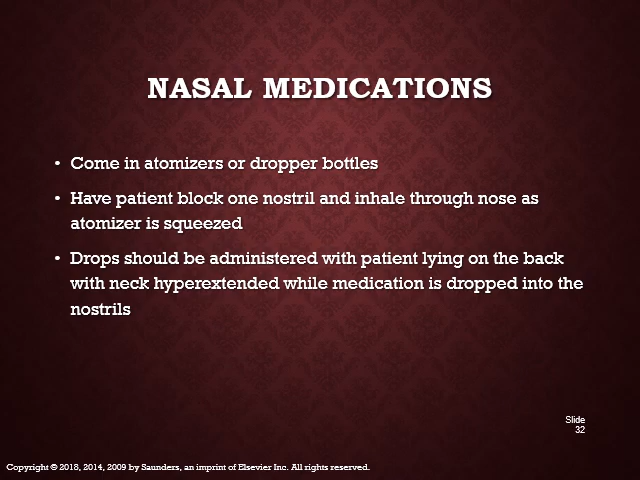 NASAL MEDICATIONS
• Come in atomizers or dropper bottles
• Have patient block one nostril and inhale through nose as
atomizer is squeezed
• Drops should be administered with patient lying on the back
with neck hyperextended while medication is dropped into the
nostrils
Slide
32
Copyright © 2018, 2014, 2009 by Saunders, an imprint of Elsevier Inc. All rights reserved.